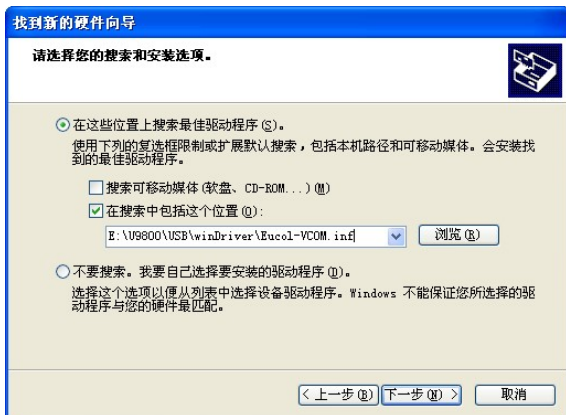 找到新的硬件向导
请选择您的搜索和安装选项。
在这些位置上搜索最佳驱动程序(S)。
使用下列的复选框限制或扩展默认搜索，包括本机路径和可移动媒体。会安装找
到的最佳驱动程序。
搜索可移动媒体(软盘、CD-ROM...)(M)
在搜索中包括这个位置(O):
E:\U9800\USB\winDriver\Eucol-VCOM.inf
浏览(R)
不要搜索。我要自己选择要安装的驱动程序(D)。
选择这个选项以便从列表中选择设备驱动程序。Windows 不能保证您所选择的驱
动程序与您的硬件最匹配。
< 上一步(B)
下一步(N) >
取消